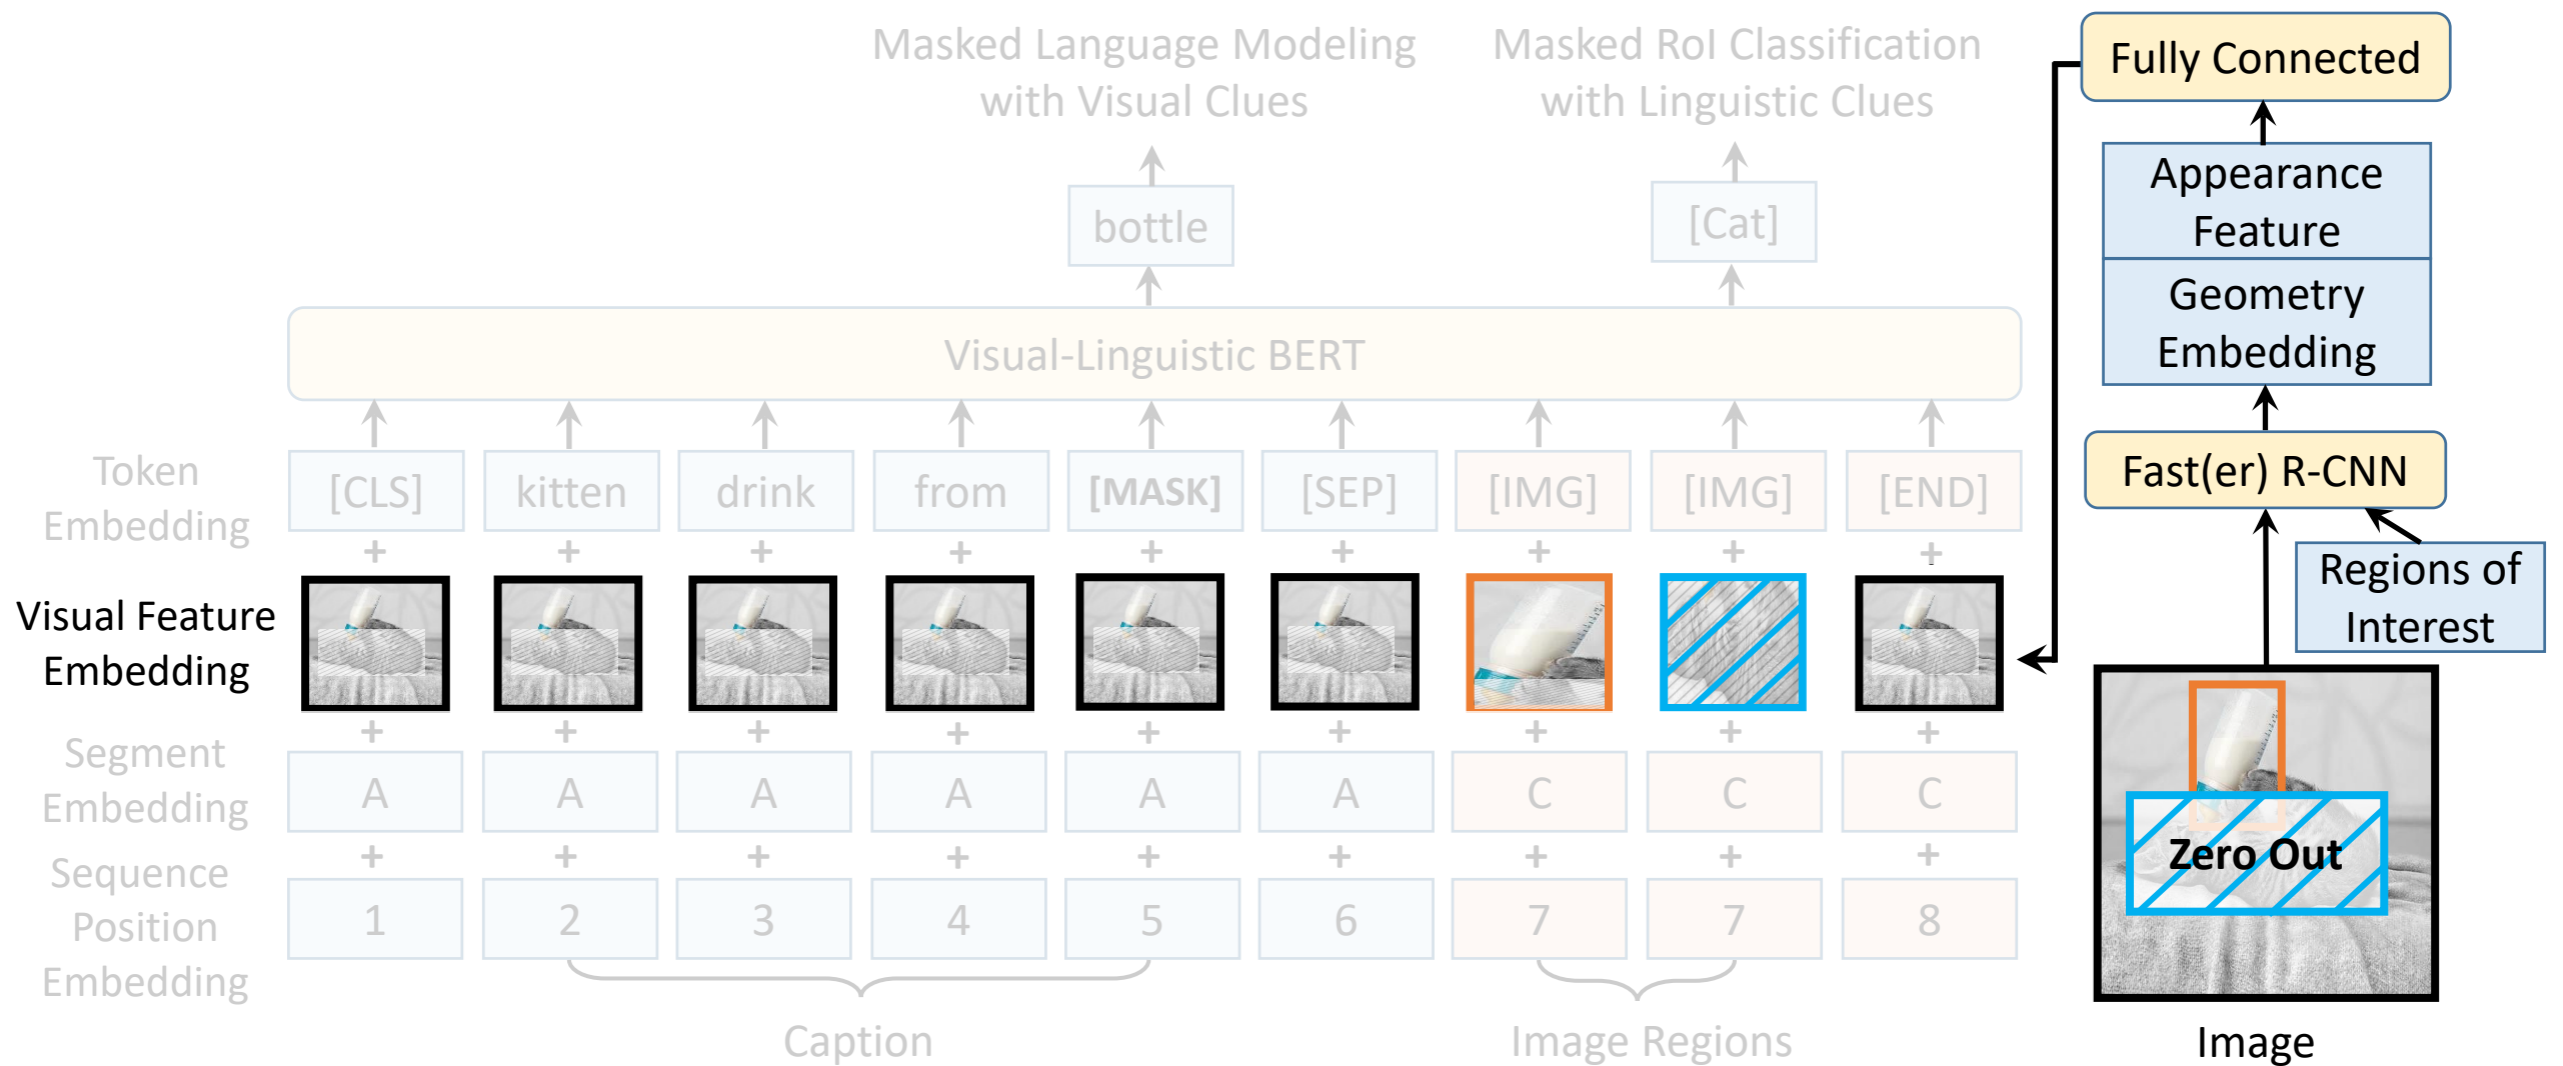 Masked Language Modeling
with Visual Clues
Masked RoI Classification
with Linguistic Clues
Fully Connected
Appearance
Feature
Geometry
Embedding
bottle
[Cat]
Visual-Linguistic BERT
Fast(er) R-CNN
Regions of
Interest
Token
Embedding
[CLS] kitten drink from [MASK] [SEP] [IMG] [IMG] [END]
+ + + + + + + + +
Visual Feature
Embedding
+ + + + + + + + +
Segment
Embedding
A A A A A A C C C
+ + + + + + + + +
Sequence
Position
Embedding
1 2 3 4 5 6 7 7 8
Zero Out
Caption
Image Regions
Image